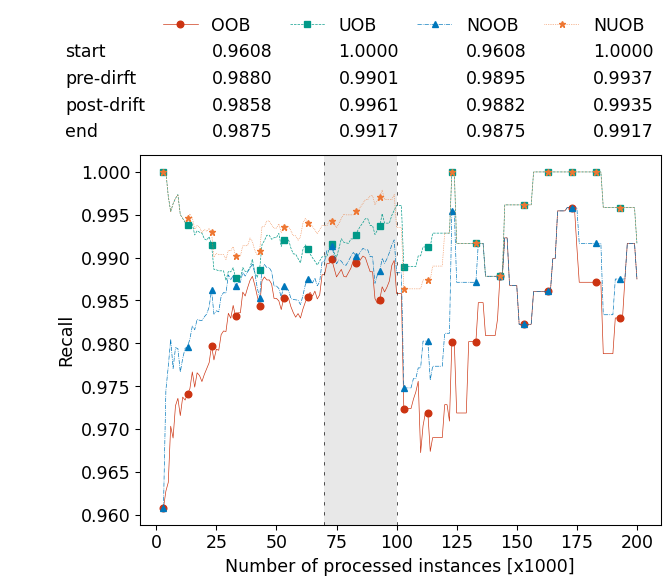 OOB UOB NOOB NUOB
start 0.9608 1.0000 0.9608 1.0000
pre-dirft 0.9880 0.9901 0.9895 0.9937
post-drift 0.9858 0.9961 0.9882 0.9935
end 0.9875 0.9917 0.9875 0.9917
1.000
0.995
0.990
0.985
0.980
0.975
0.970
0.965
0.960
Recall
0 25 50 75 100 125 150 175 200
Number of processed instances [x1000]